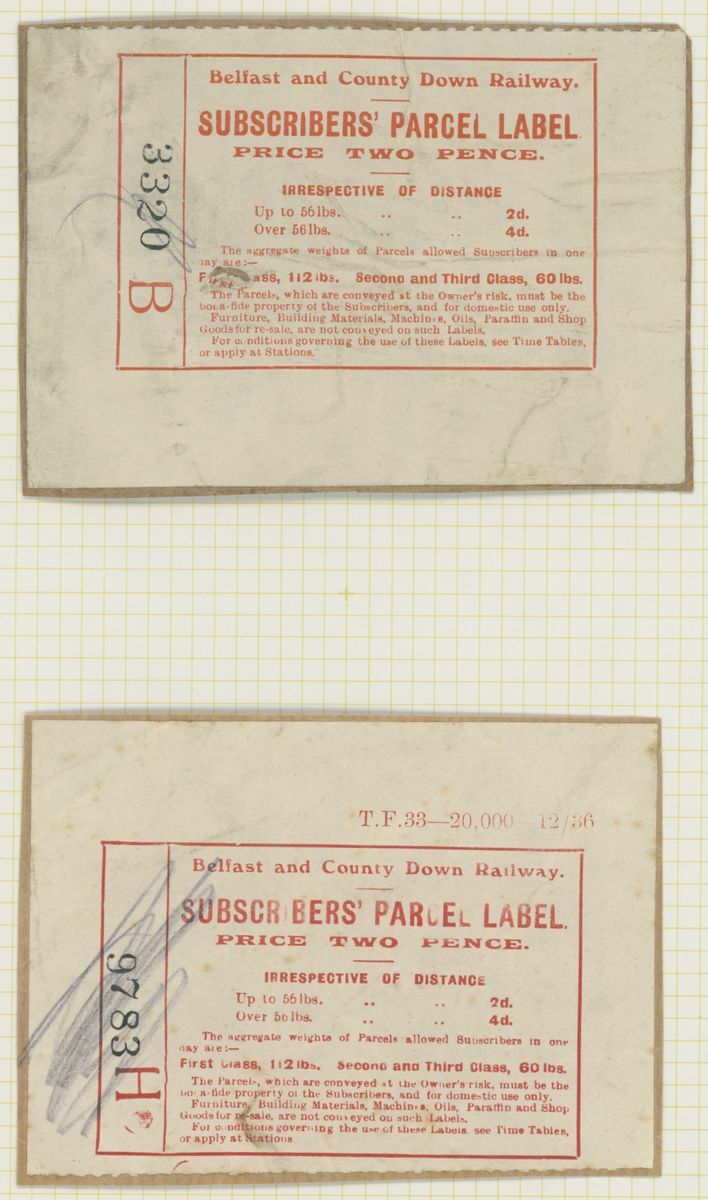 Belfast and County Down Railway.
SUBSCRIBERS' PARCEL LABEL
PRICE TWO PENCE.
IRRESPECTIVE OF DISTANCE
Up to 56 lbs. .. .. 2d.
Over 56 lbs. .. .. 4d.
The aggregate weights of Parcels allowed Subscribers in one
day are:—
First Class, 112 lbs. Second and Third Class, 60 lbs.
The Parcels, which are conveyed at the Owner's risk, must be the
bona-fide property of the Subscribers, and for domestic use only.
Furniture, Building Materials, Machines, Oils, Paraffin and Shop
Goods for re-sale, are not conveyed on such Labels.
For conditions governing the use of these Labels, see Time Tables,
or apply at Stations.
3320 B
T.F.33—20,000 12/36
Belfast and County Down Railway.
SUBSCRIBERS' PARCEL LABEL.
PRICE TWO PENCE.
IRRESPECTIVE OF DISTANCE
Up to 56 lbs. .. .. 2d.
Over 56 lbs. .. .. 4d.
The aggregate weights of Parcels allowed Subscribers in one
day are:—
First Class, 112 lbs. Second and Third Class, 60 lbs.
The Parcels, which are conveyed at the Owner's risk, must be the
bona-fide property of the Subscribers, and for domestic use only.
Furniture, Building Materials, Machines, Oils, Paraffin and Shop
Goods for re-sale, are not conveyed on such Labels.
For conditions governing the use of these Labels, see Time Tables,
or apply at Stations
9783 H